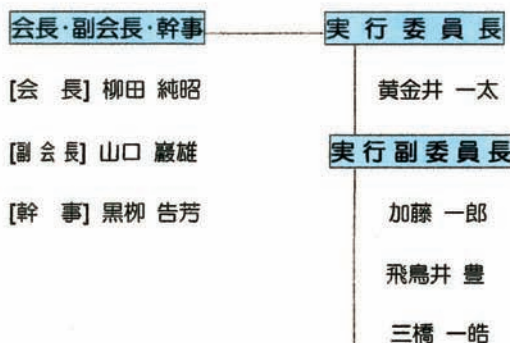 会長・副会長・幹事
[会　長] 柳田 純昭
[副会長] 山口 巖雄
[幹　事] 黒栁 告芳
実行委員長
黄金井 一太
実行副委員長
加藤 一郎
飛鳥井 豊
三橋 一皓